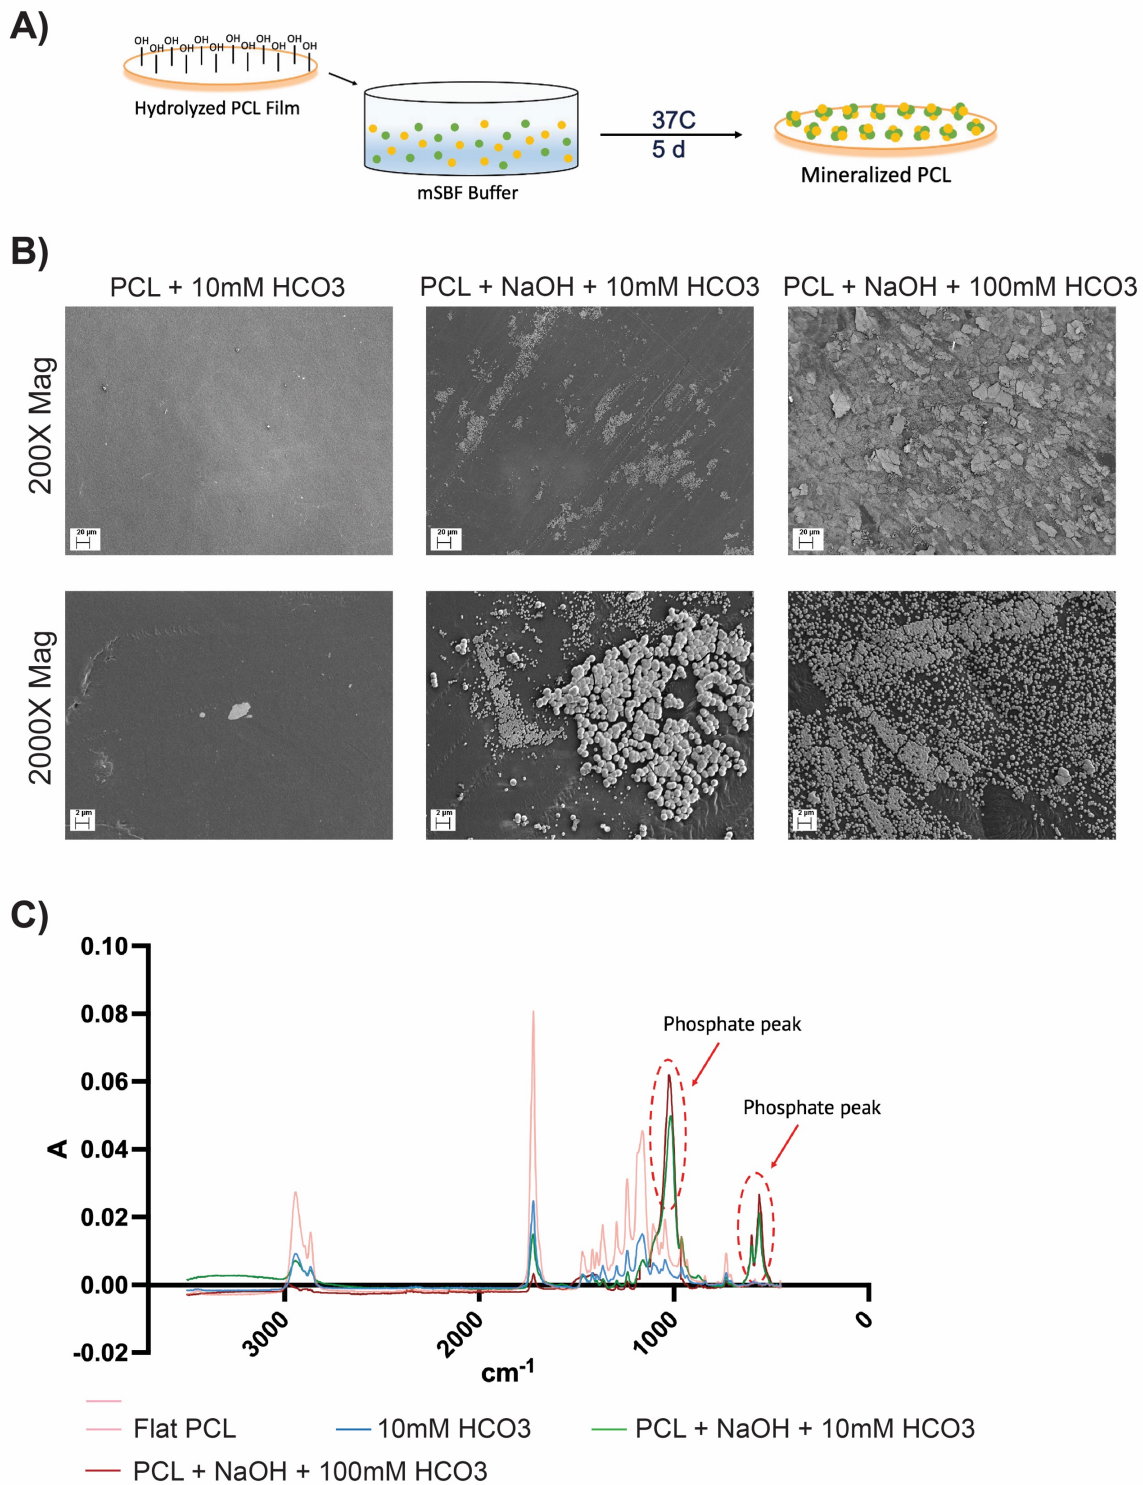 A)
OH OH OH OH OH OH OH OH OH OH OH OH
Hydrolyzed PCL Film
mSBF Buffer
37C
5 d
Mineralized PCL
B)
PCL + 10mM HCO3
PCL + NaOH + 10mM HCO3
PCL + NaOH + 100mM HCO3
200X Mag
20 µm
20 µm
20 µm
2000X Mag
2 µm
2 µm
2 µm
C)
0.10
0.08
0.06
0.04
0.02
0.00
-0.02
A
Phosphate peak
Phosphate peak
3000
2000
1000
0
cm-1
Flat PCL
10mM HCO3
PCL + NaOH + 10mM HCO3
PCL + NaOH + 100mM HCO3